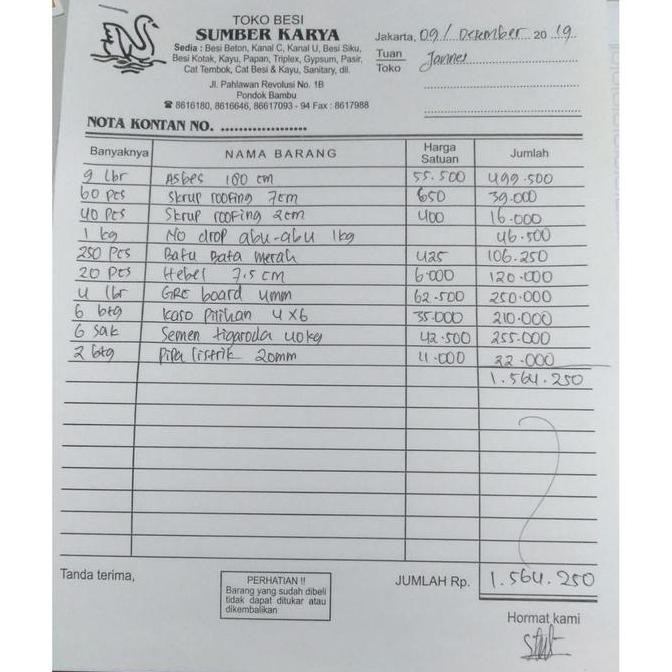 TOKO BESI
SUMBER KARYA
Sedia : Besi Beton, Kanal C, Kanal U, Besi Siku,
Besi Kotak, Kayu, Papan, Triplex, Gypsum, Pasir,
Cat Tembok, Cat Besi & Kayu, Sanitary, dll.
Jl. Pahlawan Revolusi No. 1B
Pondok Bambu
☎ 8616180, 8616646, 86617093 - 94 Fax : 8617988
Jakarta, 09 / Desember 20 19.
Tuan
Toko
Jannes
NOTA KONTAN NO. ...................
Banyaknya NAMA BARANG Harga Satuan Jumlah
9 lbr Asbes 180 cm 55.500 499.500
60 pcs Skrup roofing 7cm 650 39.000
40 pcs Skrup roofing 2cm 400 16.000
1 kg No drop abu-abu 1kg 46.500
250 pcs Batu Bata merah 425 106.250
20 pcs Hebel 7.5 cm 6.000 120.000
4 lbr GRC board 4mm 62.500 250.000
6 btg Kaso Pilihan 4 x 6 35.000 210.000
6 sak Semen tigaroda 40kg 42.500 255.000
2 btg Pipa listrik 20mm 11.000 22.000
1.564.250
Tanda terima,
PERHATIAN !!
Barang yang sudah dibeli
tidak dapat ditukar atau
dikembalikan
JUMLAH Rp. 1.564.250
Hormat kami